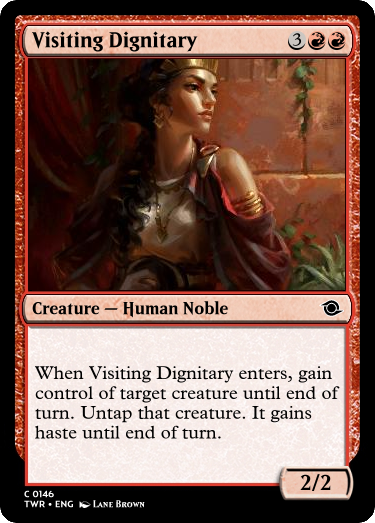 Visiting Dignitary 3
Creature — Human Noble
When Visiting Dignitary enters, gain
control of target creature until end of
turn. Untap that creature. It gains
haste until end of turn.
2/2
C 0146
TWR • ENG Lane Brown